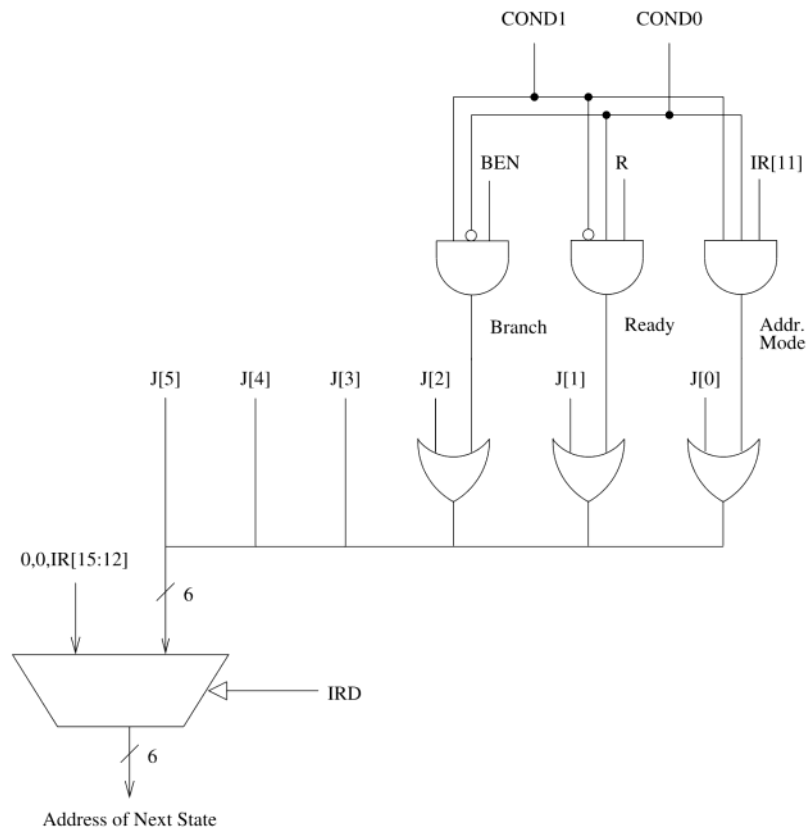 COND1 COND0
BEN R IR[11]
Branch Ready Addr.
Mode
J[5] J[4] J[3] J[2] J[1] J[0]
0,0,IR[15:12]
6
IRD
6
Address of Next State